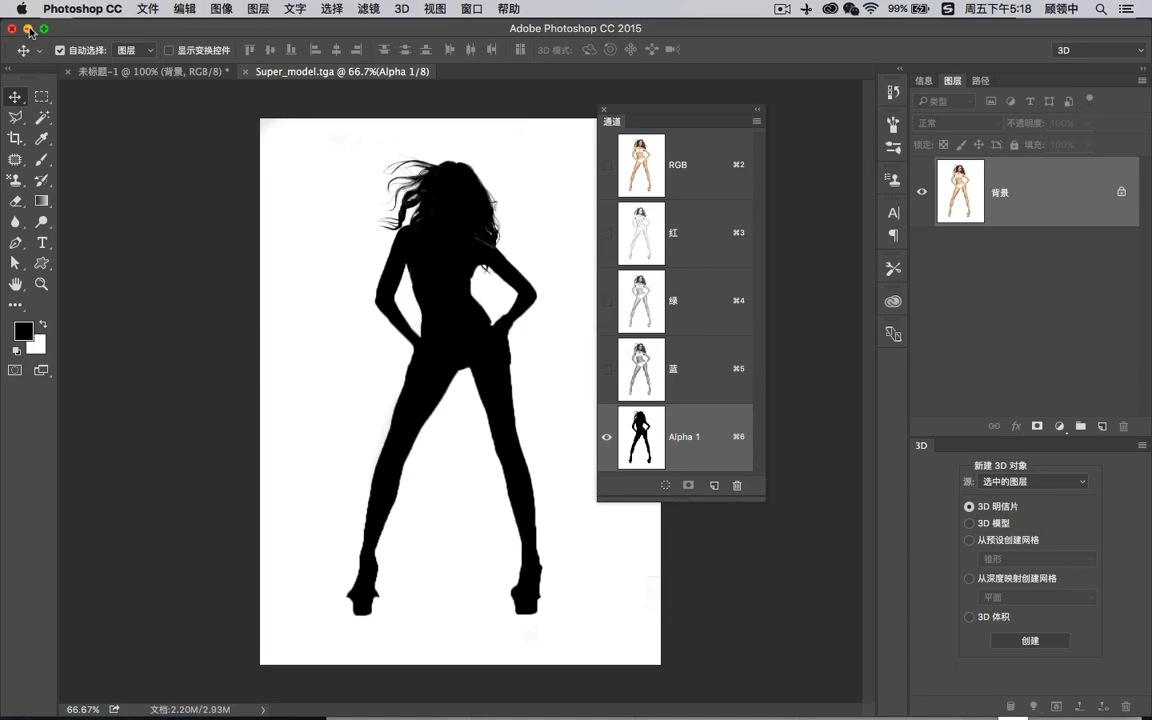 Photoshop CC 文件 编辑 图像 图层 文字 选择 滤镜 3D 视图 窗口 帮助 99% 周五下午5:18 顾领中
Adobe Photoshop CC 2015
自动选择: 图层 显示变换控件 3D 模式: 3D
未标题-1 @ 100% (背景, RGB/8) * Super_model.tga @ 66.7%(Alpha 1/8)
信息 图层 路径
类型
正常 不透明度: 100%
锁定: 填充: 100%
背景
通道
RGB ⌘2
红 ⌘3
绿 ⌘4
蓝 ⌘5
Alpha 1 ⌘6
3D
新建 3D 对象
源: 选中的图层
3D 明信片
3D 模型
从预设创建网格
锥形
从深度映射创建网格
平面
3D 体积
创建
66.67% 文档:2.20M/2.93M